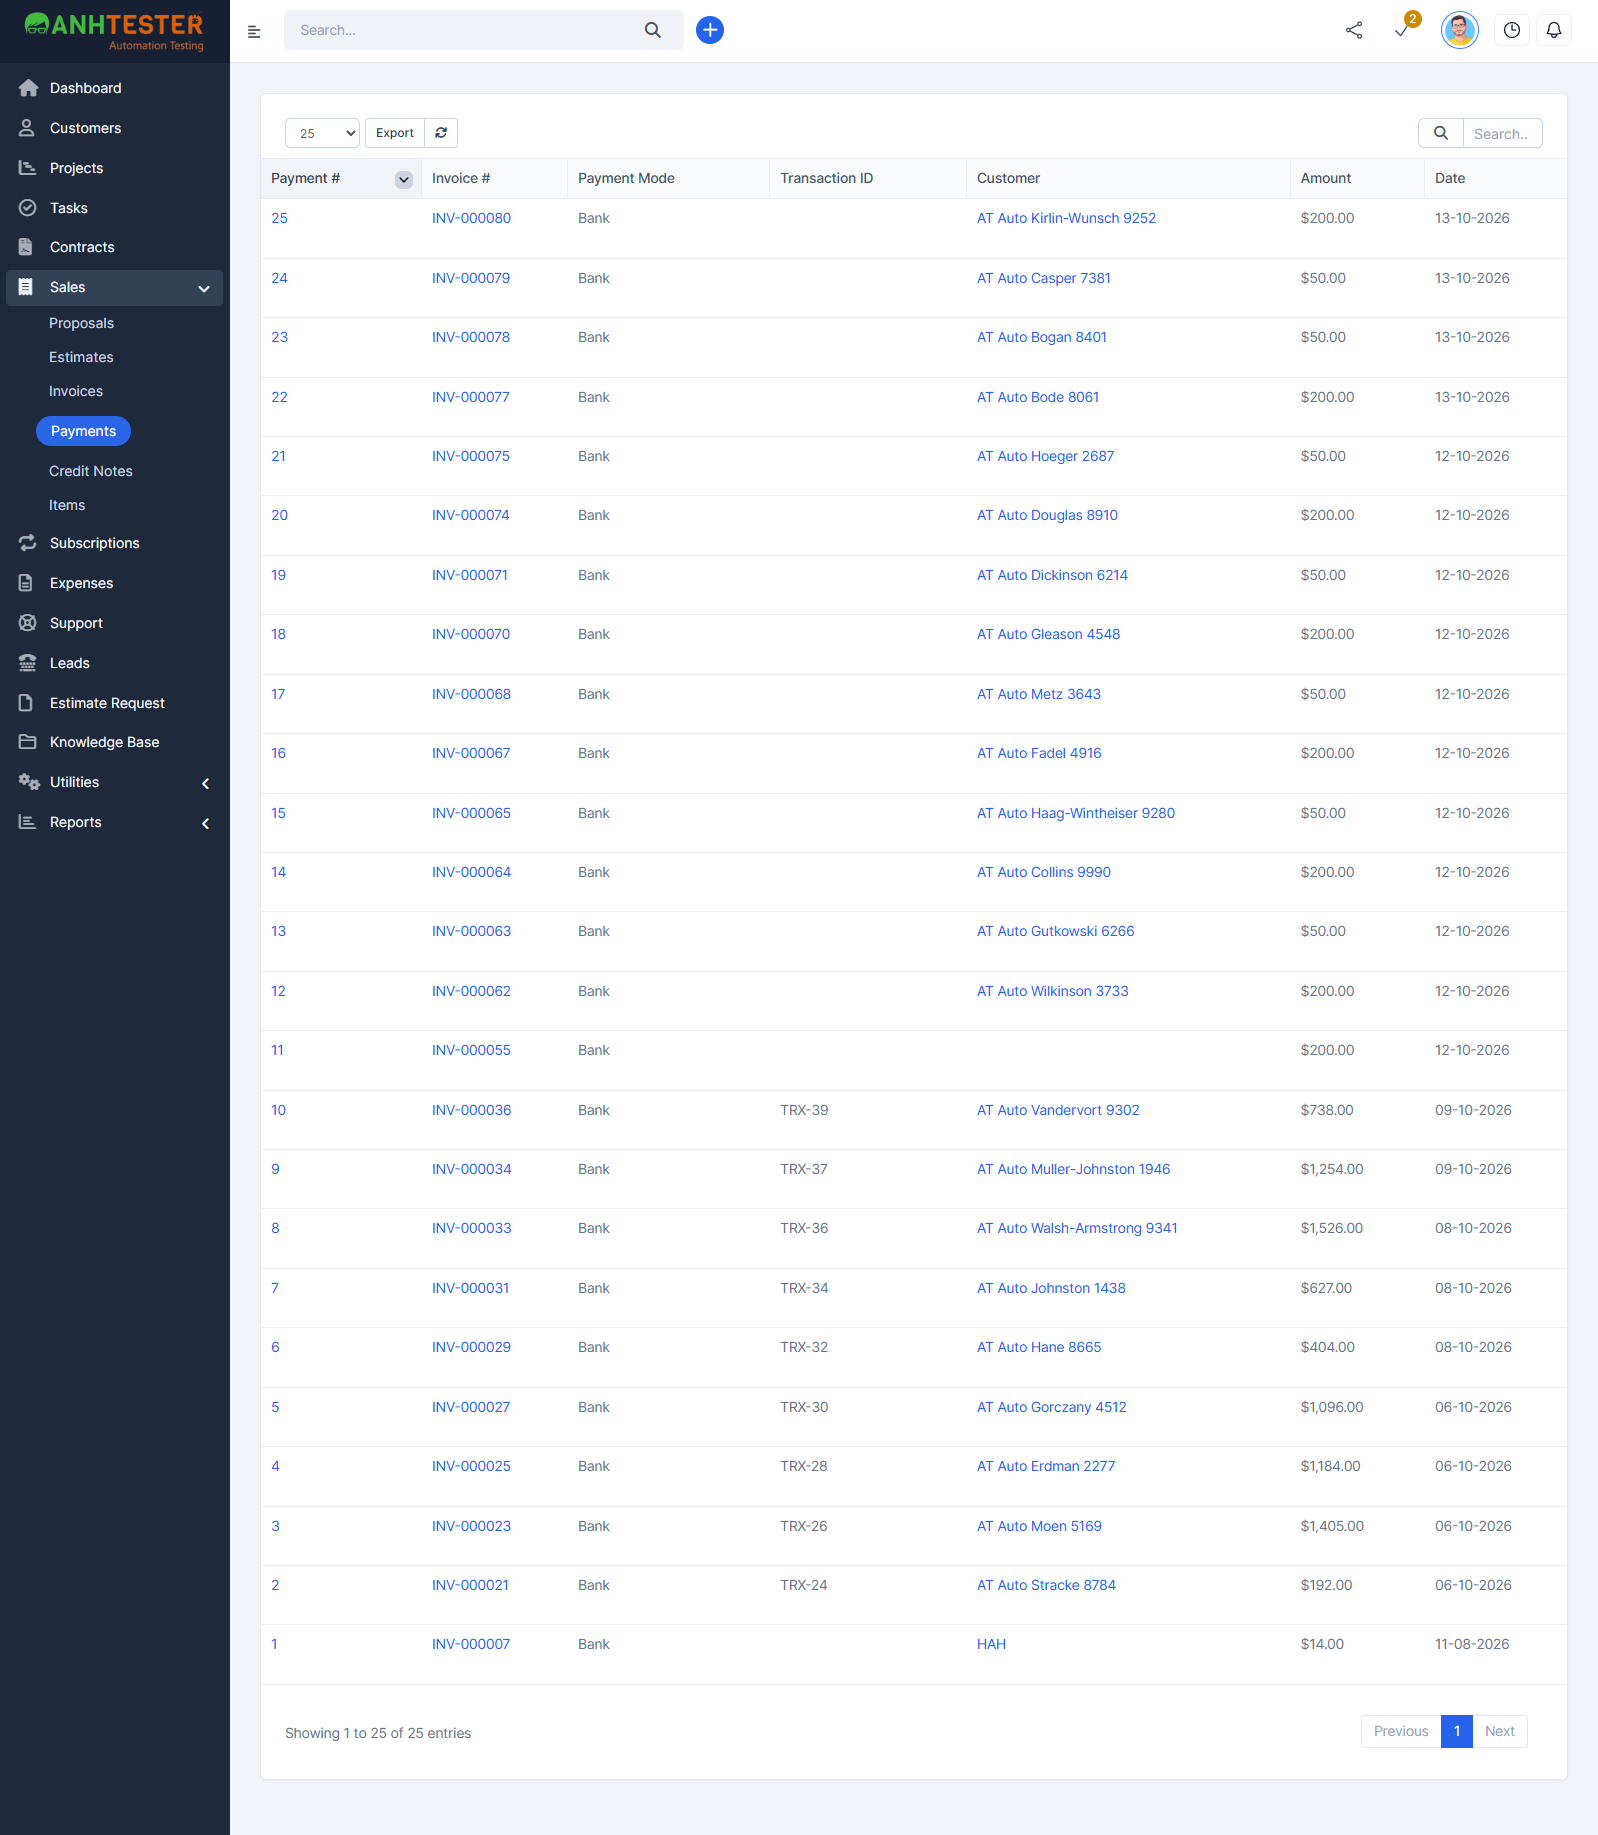 ANHTESTER
Automation Testing
Search...
2
Dashboard
Customers
Projects
Tasks
Contracts
Sales
Proposals
Estimates
Invoices
Payments
Credit Notes
Items
Subscriptions
Expenses
Support
Leads
Estimate Request
Knowledge Base
Utilities
Reports
25 Export Search..
Payment # Invoice # Payment Mode Transaction ID Customer Amount Date
25 INV-000080 Bank AT Auto Kirlin-Wunsch 9252 $200.00 13-10-2026
24 INV-000079 Bank AT Auto Casper 7381 $50.00 13-10-2026
23 INV-000078 Bank AT Auto Bogan 8401 $50.00 13-10-2026
22 INV-000077 Bank AT Auto Bode 8061 $200.00 13-10-2026
21 INV-000075 Bank AT Auto Hoeger 2687 $50.00 12-10-2026
20 INV-000074 Bank AT Auto Douglas 8910 $200.00 12-10-2026
19 INV-000071 Bank AT Auto Dickinson 6214 $50.00 12-10-2026
18 INV-000070 Bank AT Auto Gleason 4548 $200.00 12-10-2026
17 INV-000068 Bank AT Auto Metz 3643 $50.00 12-10-2026
16 INV-000067 Bank AT Auto Fadel 4916 $200.00 12-10-2026
15 INV-000065 Bank AT Auto Haag-Wintheiser 9280 $50.00 12-10-2026
14 INV-000064 Bank AT Auto Collins 9990 $200.00 12-10-2026
13 INV-000063 Bank AT Auto Gutkowski 6266 $50.00 12-10-2026
12 INV-000062 Bank AT Auto Wilkinson 3733 $200.00 12-10-2026
11 INV-000055 Bank $200.00 12-10-2026
10 INV-000036 Bank TRX-39 AT Auto Vandervort 9302 $738.00 09-10-2026
9 INV-000034 Bank TRX-37 AT Auto Muller-Johnston 1946 $1,254.00 09-10-2026
8 INV-000033 Bank TRX-36 AT Auto Walsh-Armstrong 9341 $1,526.00 08-10-2026
7 INV-000031 Bank TRX-34 AT Auto Johnston 1438 $627.00 08-10-2026
6 INV-000029 Bank TRX-32 AT Auto Hane 8665 $404.00 08-10-2026
5 INV-000027 Bank TRX-30 AT Auto Gorczany 4512 $1,096.00 06-10-2026
4 INV-000025 Bank TRX-28 AT Auto Erdman 2277 $1,184.00 06-10-2026
3 INV-000023 Bank TRX-26 AT Auto Moen 5169 $1,405.00 06-10-2026
2 INV-000021 Bank TRX-24 AT Auto Stracke 8784 $192.00 06-10-2026
1 INV-000007 Bank HAH $14.00 11-08-2026
Showing 1 to 25 of 25 entries
Previous 1 Next